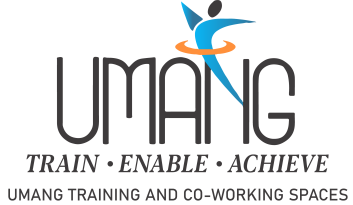 UMANG
TRAIN • ENABLE • ACHIEVE
UMANG TRAINING AND CO-WORKING SPACES